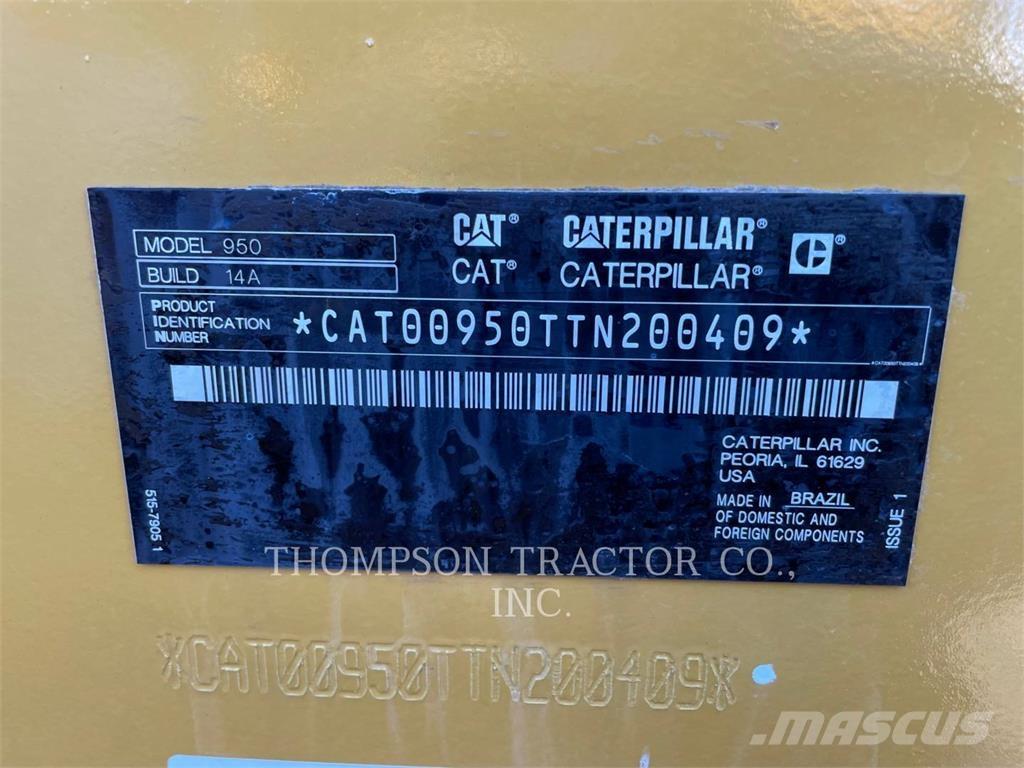 MODEL 950
BUILD 14A
CAT® CATERPILLAR®
CAT® CATERPILLAR®
PRODUCT
IDENTIFICATION
NUMBER
*CAT00950TTN200409*
*CAT00950TTN200409*
CATERPILLAR INC.
PEORIA, IL 61629
USA
MADE IN BRAZIL
OF DOMESTIC AND
FOREIGN COMPONENTS
515-7905 1
ISSUE 1
THOMPSON TRACTOR CO.,
INC.
*CAT00950TTN200409*
MASCUS